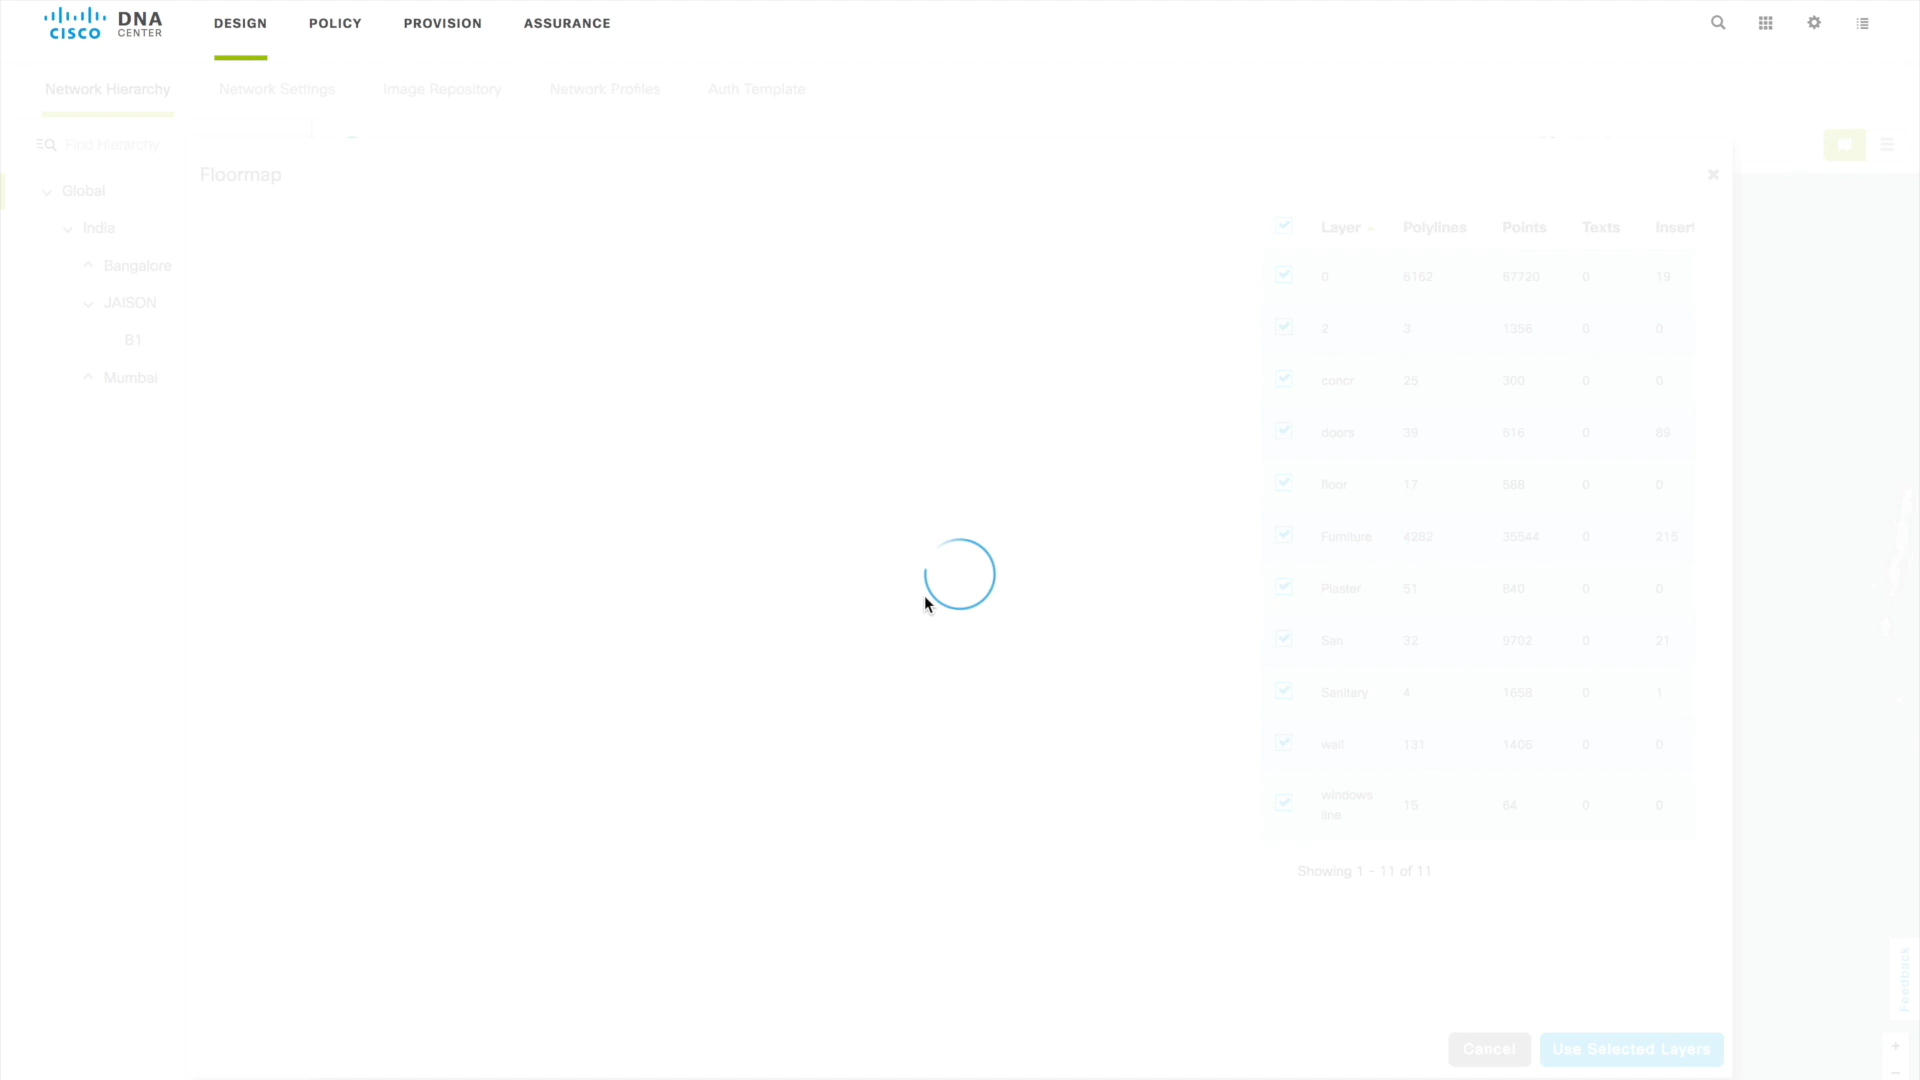 CISCO DNA CENTER DESIGN POLICY PROVISION ASSURANCE
Network Hierarchy Network Settings Image Repository Network Profiles Auth Template
Find Hierarchy
Floormap
Global
India
Bangalore
JAISON
B1
Mumbai
Layer Polylines Points Texts Insert
0 6162 67720 0 19
2 3 1356 0 0
concr 25 300 0 0
doors 39 616 0 89
floor 17 588 0 0
Furniture 4282 35544 0 215
Plaster 51 840 0 0
San 32 9702 0 21
Sanitary 4 1658 0 1
wall 131 1406 0 0
windows
line 15 64 0 0
Showing 1 - 11 of 11
Feedback
Cancel Use Selected Layers